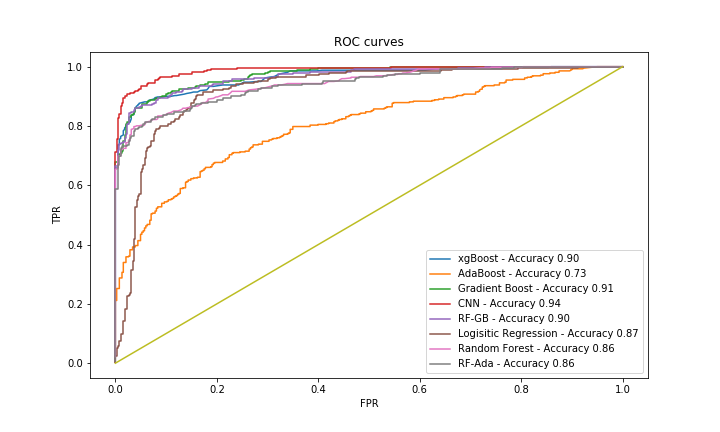 ROC curves
1.0
0.8
0.6
0.4
0.2
0.0
TPR
xgBoost - Accuracy 0.90
AdaBoost - Accuracy 0.73
Gradient Boost - Accuracy 0.91
CNN - Accuracy 0.94
RF-GB - Accuracy 0.90
Logisitic Regression - Accuracy 0.87
Random Forest - Accuracy 0.86
RF-Ada - Accuracy 0.86
0.0 0.2 0.4 0.6 0.8 1.0
FPR